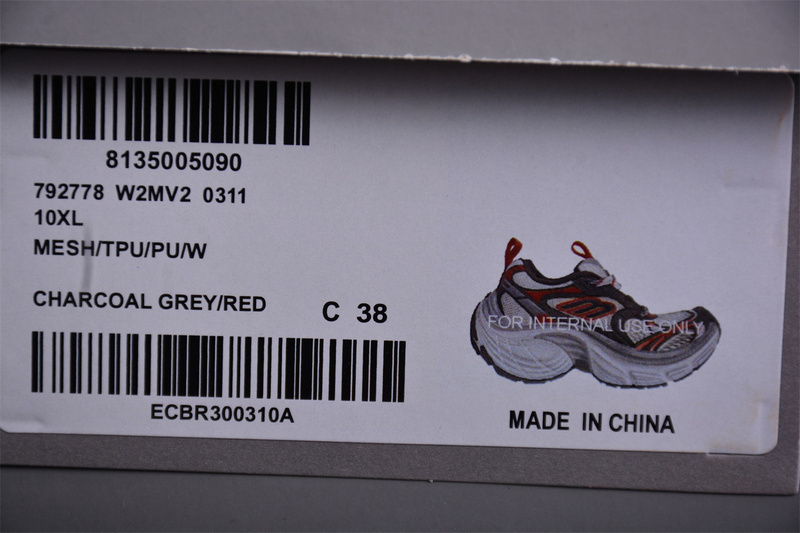 8135005090
792778 W2MV2 0311
10XL
MESH/TPU/PU/W
CHARCOAL GREY/RED C 38
ECBR300310A
FOR INTERNAL USE ONLY
MADE IN CHINA